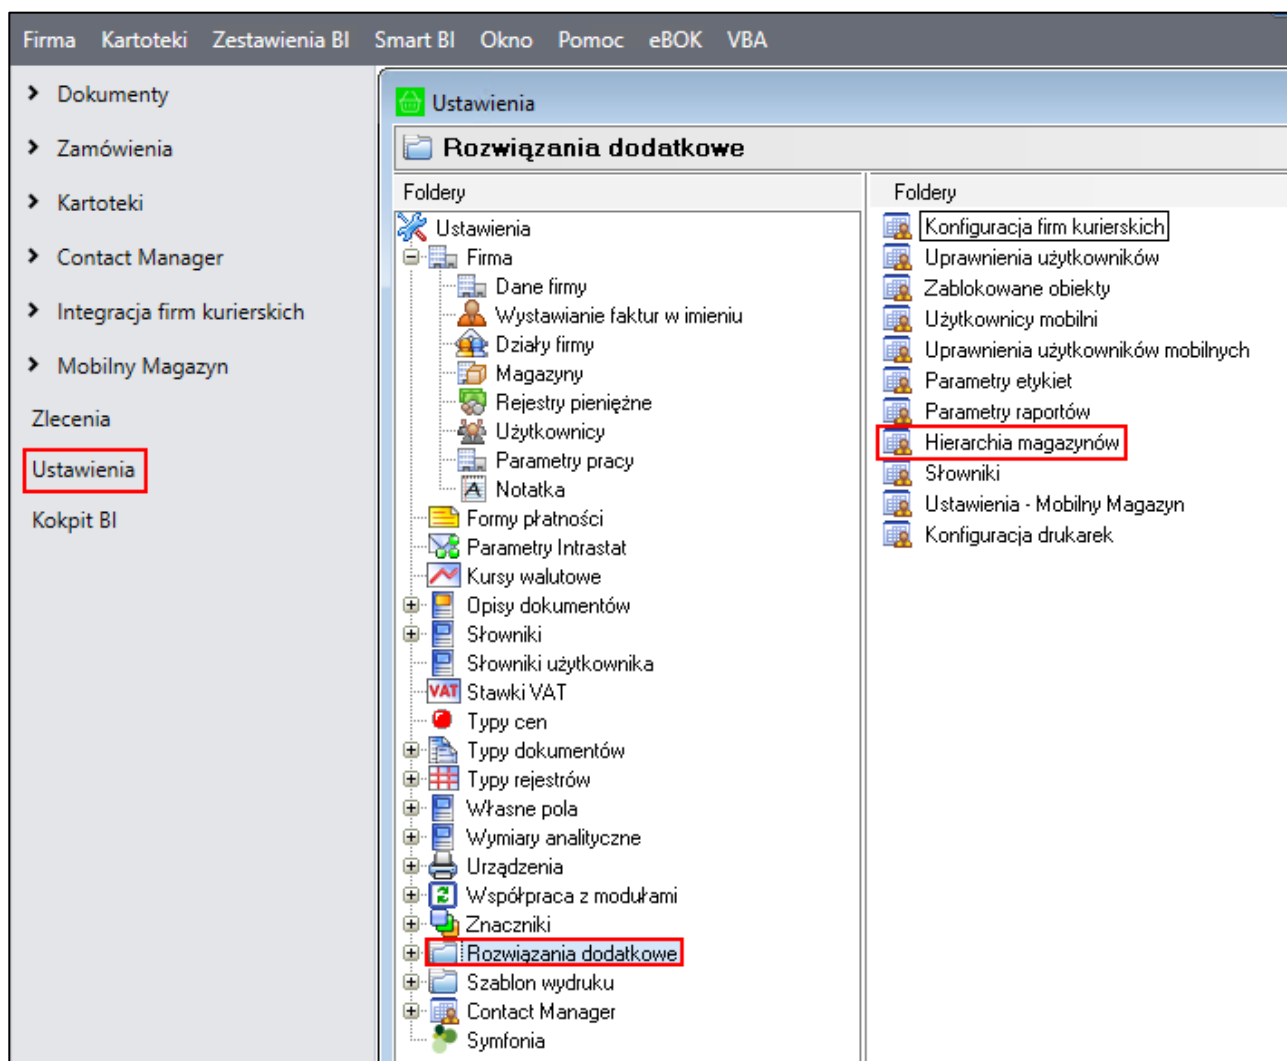 Firma Kartoteki Zestawienia BI Smart BI Okno Pomoc eBOK VBA
Dokumenty
Zamówienia
Kartoteki
Contact Manager
Integracja firm kurierskich
Mobilny Magazyn
Zlecenia
Ustawienia
Kokpit BI
Ustawienia
Rozwiązania dodatkowe
Foldery
Ustawienia
Firma
Dane firmy
Wystawianie faktur w imieniu
Działy firmy
Magazyny
Rejestry pieniężne
Użytkownicy
Parametry pracy
Notatka
Formy płatności
Parametry Intrastat
Kursy walutowe
Opisy dokumentów
Słowniki
Słowniki użytkownika
VAT Stawki VAT
Typy cen
Typy dokumentów
Typy rejestrów
Własne pola
Wymiary analityczne
Urządzenia
Współpraca z modułami
Znaczniki
Rozwiązania dodatkowe
Szablon wydruku
Contact Manager
Symfonia
Foldery
Konfiguracja firm kurierskich
Uprawnienia użytkowników
Zablokowane obiekty
Użytkownicy mobilni
Uprawnienia użytkowników mobilnych
Parametry etykiet
Parametry raportów
Hierarchia magazynów
Słowniki
Ustawienia - Mobilny Magazyn
Konfiguracja drukarek